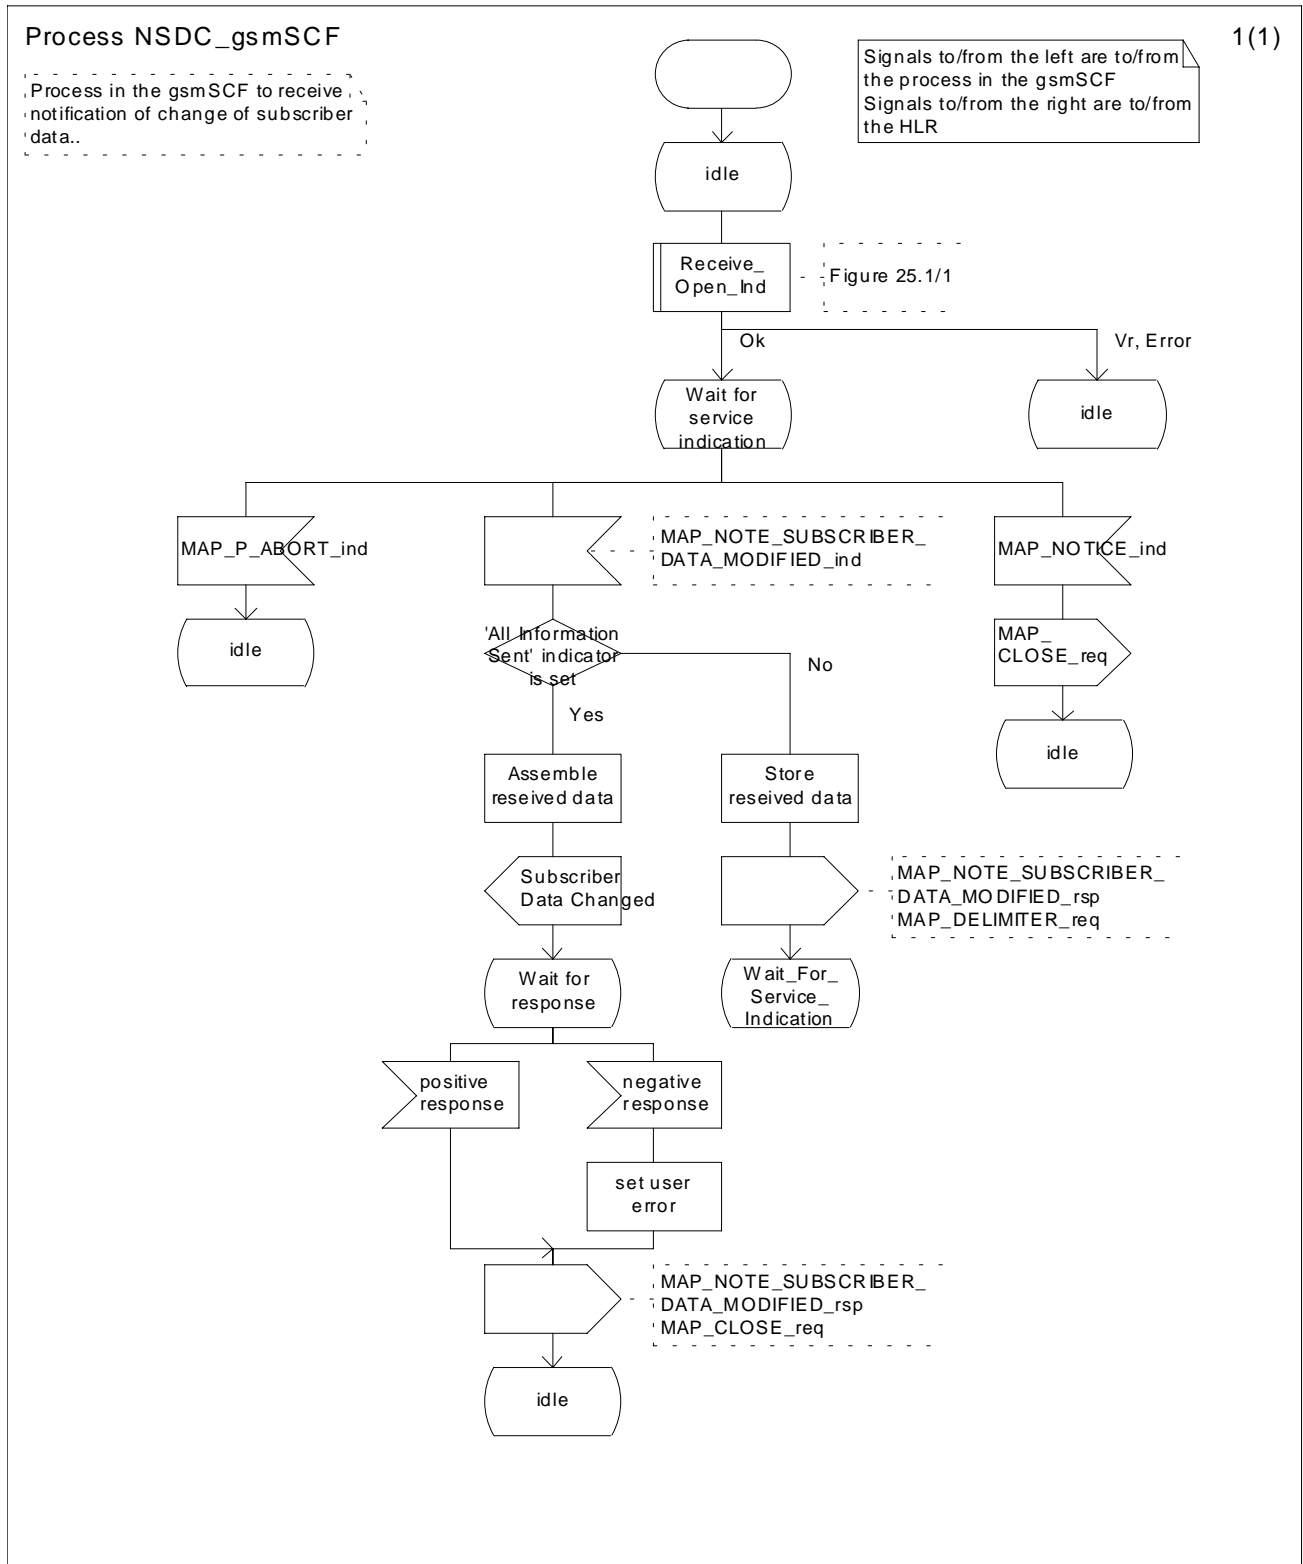 Process NSDC_gsmSCF
1(1)
Process in the gsmSCF to receive
notification of change of subscriber
data..
Signals to/from the left are to/from
the process in the gsmSCF
Signals to/from the right are to/from
the HLR
idle
Receive_
Open_Ind
Figure 25.1/1
Ok
Vr, Error
Wait for
service
indication
idle
MAP_P_ABORT_ind
MAP_NOTE_SUBSCRIBER_
DATA_MODIFIED_ind
MAP_NOTICE_ind
idle
'All Information
Sent' indicator
is set
No
MAP_
CLOSE_req
Yes
idle
Assemble
reseived data
Store
reseived data
Subscriber
Data Changed
MAP_NOTE_SUBSCRIBER_
DATA_MODIFIED_rsp
MAP_DELIMITER_req
Wait for
response
Wait_For_
Service_
Indication
positive
response
negative
response
set user
error
MAP_NOTE_SUBSCRIBER_
DATA_MODIFIED_rsp
MAP_CLOSE_req
idle